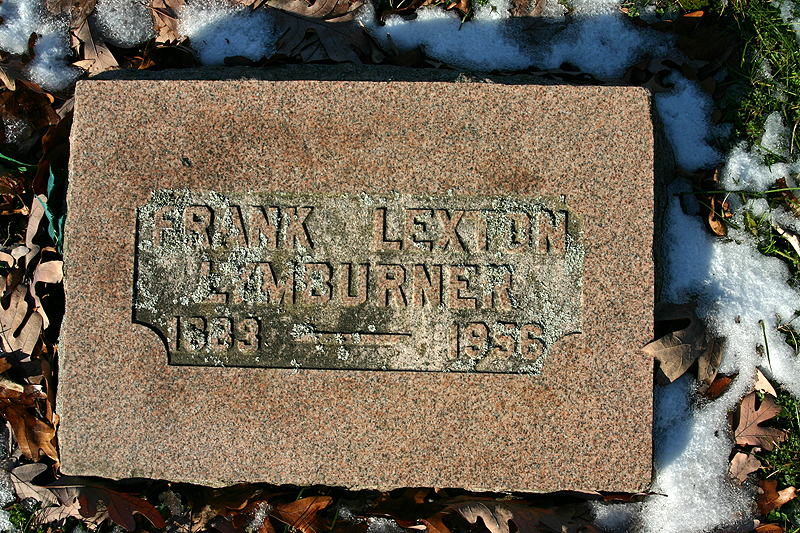 FRANK LEXTON
LYMBURNER
1883 — 1956